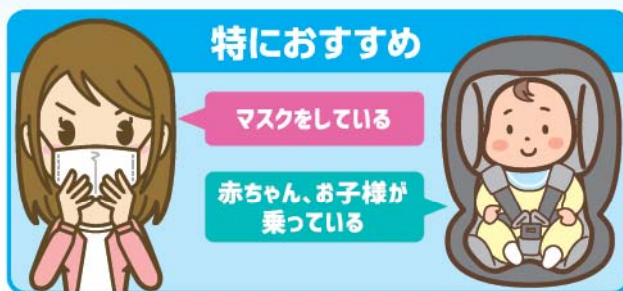 特におすすめ
マスクをしている
赤ちゃん、お子様が
乗っている